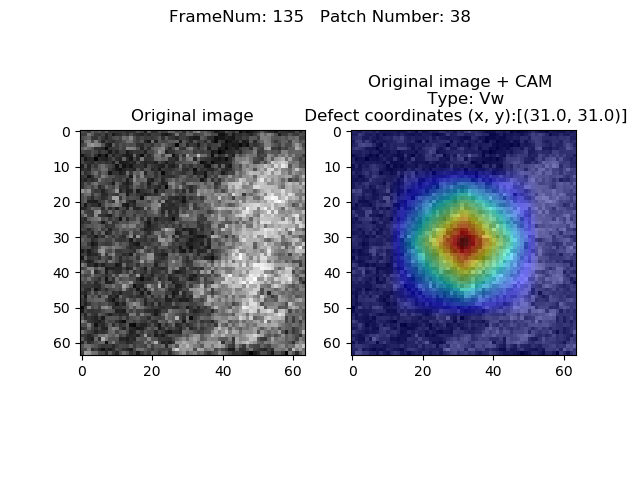 FrameNum: 135   Patch Number: 38
Original image
Original image + CAM
Type: Vw
Defect coordinates (x, y):[(31.0, 31.0)]
0
10
20
30
40
50
60
0 20 40 60
0
10
20
30
40
50
60
0 20 40 60